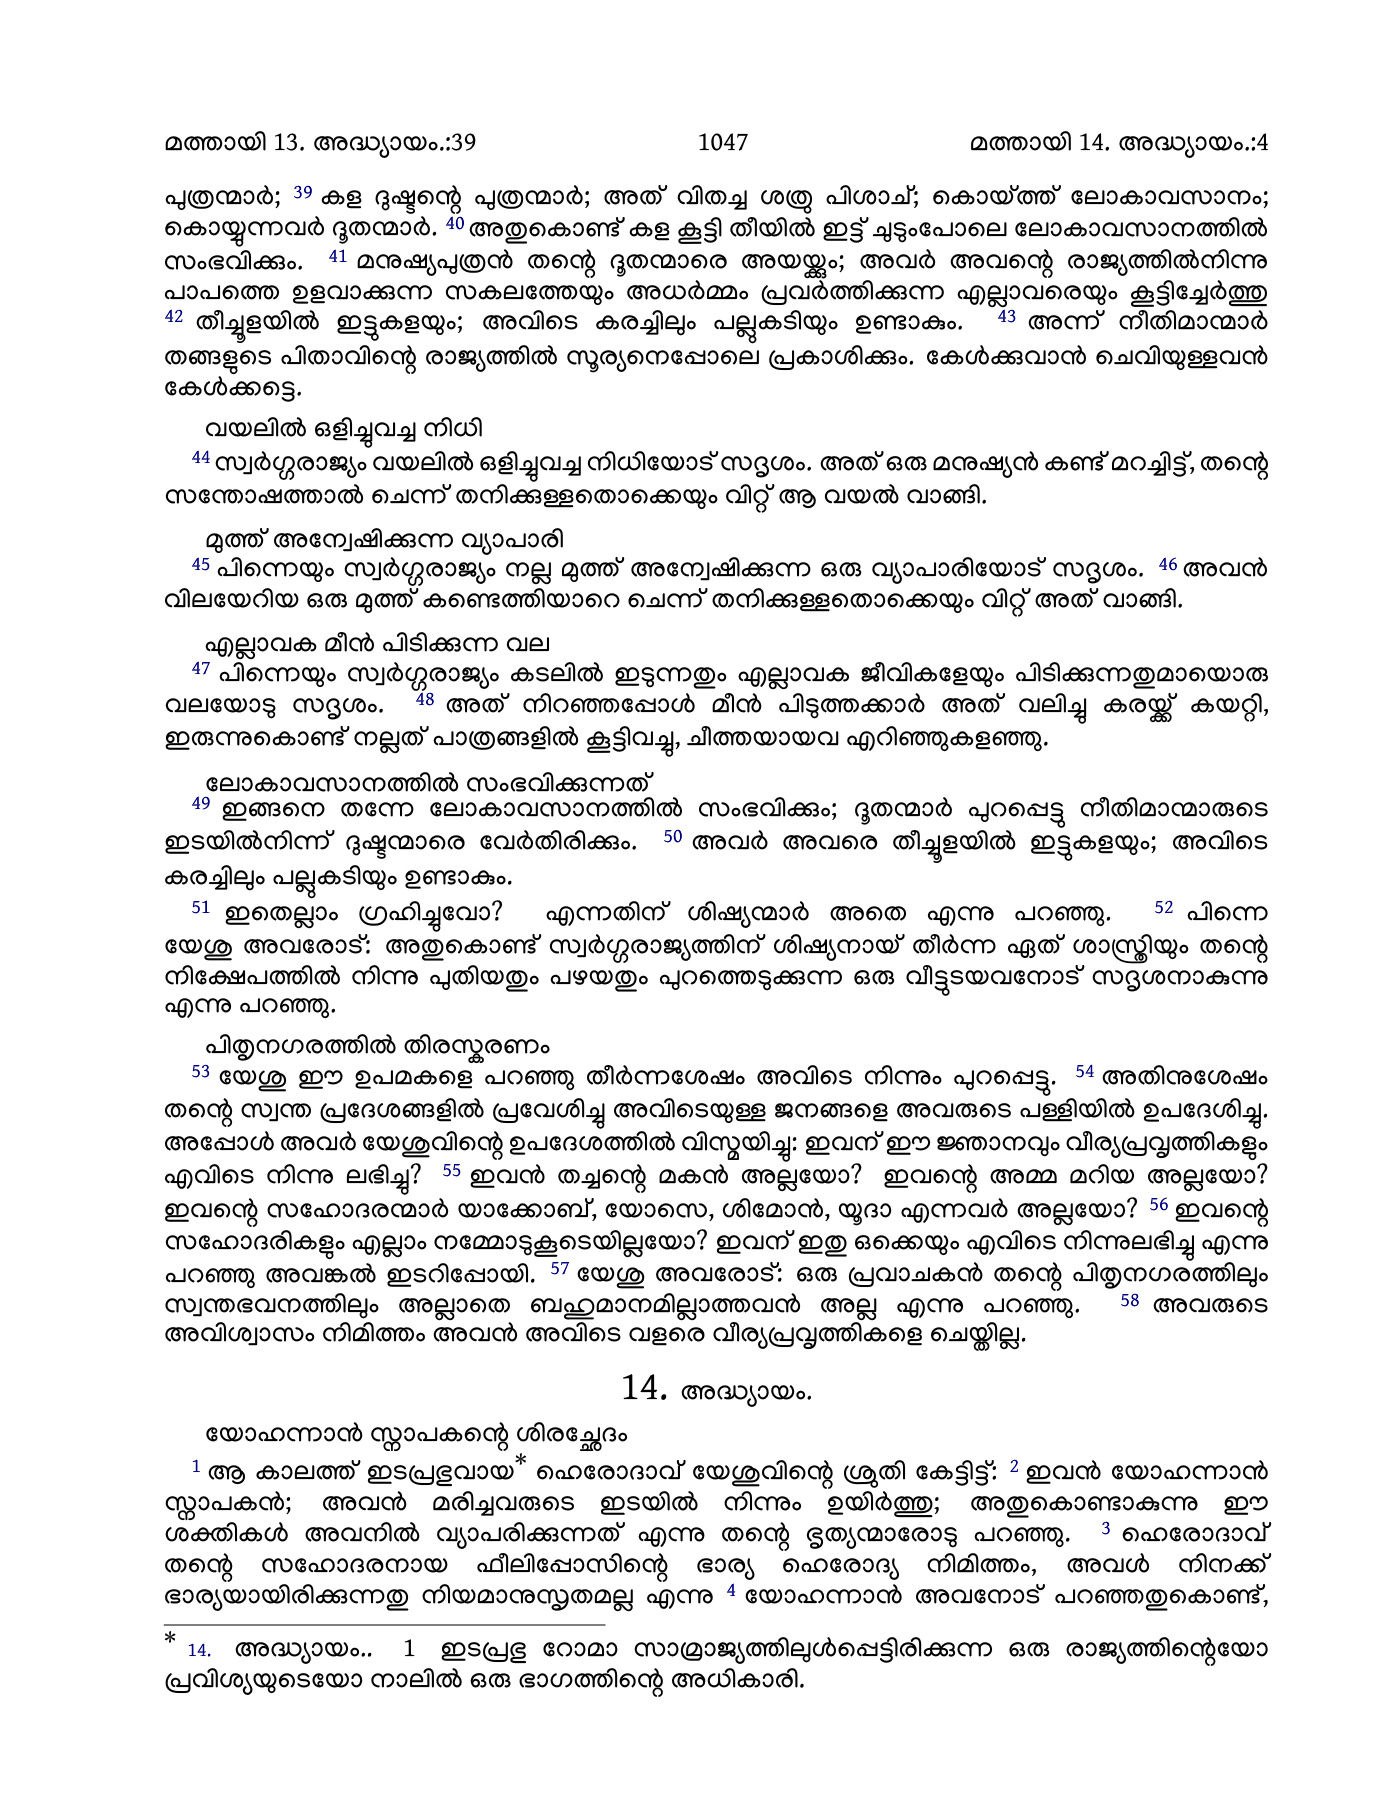 മത്തായി 13. അദ്ധ്യായം.:39 1047 മത്തായി 14. അദ്ധ്യായം.:4
പുത്രന്മാർ; 39 കള ദുഷ്ടന്റെ പുത്രന്മാർ; അത് വിതച്ച ശത്രു പിശാച്; കൊയ്ത്ത് ലോകാവസാനം;
കൊയ്യുന്നവർ ദൂതന്മാർ. 40 അതുകൊണ്ട് കള കൂട്ടി തീയിൽ ഇട്ട് ചുടുംപോലെ ലോകാവസാനത്തിൽ
സംഭവിക്കും. 41 മനുഷ്യപുത്രൻ തന്റെ ദൂതന്മാരെ അയയ്ക്കും; അവർ അവന്റെ രാജ്യത്തിൽനിന്നു
പാപത്തെ ഉളവാക്കുന്ന സകലത്തേയും അധർമ്മം പ്രവർത്തിക്കുന്ന എല്ലാവരെയും കൂട്ടിച്ചേർത്തു
42 തീച്ചൂളയിൽ ഇട്ടുകളയും; അവിടെ കരച്ചിലും പല്ലുകടിയും ഉണ്ടാകും. 43 അന്ന് നീതിമാന്മാർ
തങ്ങളുടെ പിതാവിന്റെ രാജ്യത്തിൽ സൂര്യനെപ്പോലെ പ്രകാശിക്കും. കേൾക്കുവാൻ ചെവിയുള്ളവൻ
കേൾക്കട്ടെ.
വയലിൽ ഒളിച്ചുവച്ച നിധി
44 സ്വർഗ്ഗരാജ്യം വയലിൽ ഒളിച്ചുവച്ച നിധിയോട് സദൃശം. അത് ഒരു മനുഷ്യൻ കണ്ട് മറച്ചിട്ട്, തന്റെ
സന്തോഷത്താൽ ചെന്ന് തനിക്കുള്ളതൊക്കെയും വിറ്റ് ആ വയൽ വാങ്ങി.
മുത്ത് അന്വേഷിക്കുന്ന വ്യാപാരി
45 പിന്നെയും സ്വർഗ്ഗരാജ്യം നല്ല മുത്ത് അന്വേഷിക്കുന്ന ഒരു വ്യാപാരിയോട് സദൃശം. 46 അവൻ
വിലയേറിയ ഒരു മുത്ത് കണ്ടെത്തിയാറെ ചെന്ന് തനിക്കുള്ളതൊക്കെയും വിറ്റ് അത് വാങ്ങി.
എല്ലാവക മീൻ പിടിക്കുന്ന വല
47 പിന്നെയും സ്വർഗ്ഗരാജ്യം കടലിൽ ഇടുന്നതും എല്ലാവക ജീവികളേയും പിടിക്കുന്നതുമായൊരു
വലയോടു സദൃശം. 48 അത് നിറഞ്ഞപ്പോൾ മീൻ പിടുത്തക്കാർ അത് വലിച്ചു കരയ്ക്ക് കയറ്റി,
ഇരുന്നുകൊണ്ട് നല്ലത് പാത്രങ്ങളിൽ കൂട്ടിവച്ചു, ചീത്തയായവ എറിഞ്ഞുകളഞ്ഞു.
ലോകാവസാനത്തിൽ സംഭവിക്കുന്നത്
49 ഇങ്ങനെ തന്നേ ലോകാവസാനത്തിൽ സംഭവിക്കും; ദൂതന്മാർ പുറപ്പെട്ടു നീതിമാന്മാരുടെ
ഇടയിൽനിന്ന് ദുഷ്ടന്മാരെ വേർതിരിക്കും. 50 അവർ അവരെ തീച്ചൂളയിൽ ഇട്ടുകളയും; അവിടെ
കരച്ചിലും പല്ലുകടിയും ഉണ്ടാകും.
51 ഇതെല്ലാം ഗ്രഹിച്ചുവോ? എന്നതിന് ശിഷ്യന്മാർ അതെ എന്നു പറഞ്ഞു. 52 പിന്നെ
യേശു അവരോട്: അതുകൊണ്ട് സ്വർഗ്ഗരാജ്യത്തിന് ശിഷ്യനായ് തീർന്ന ഏത് ശാസ്ത്രിയും തന്റെ
നിക്ഷേപത്തിൽ നിന്നു പുതിയതും പഴയതും പുറത്തെടുക്കുന്ന ഒരു വീട്ടുടയവനോട് സദൃശനാകുന്നു
എന്നു പറഞ്ഞു.
പിതൃനഗരത്തിൽ തിരസ്കരണം
53 യേശു ഈ ഉപമകളെ പറഞ്ഞു തീർന്നശേഷം അവിടെ നിന്നും പുറപ്പെട്ടു. 54 അതിനുശേഷം
തന്റെ സ്വന്ത പ്രദേശങ്ങളിൽ പ്രവേശിച്ചു അവിടെയുള്ള ജനങ്ങളെ അവരുടെ പള്ളിയിൽ ഉപദേശിച്ചു.
അപ്പോൾ അവർ യേശുവിന്റെ ഉപദേശത്തിൽ വിസ്മയിച്ചു: ഇവന് ഈ ജ്ഞാനവും വീര്യപ്രവൃത്തികളും
എവിടെ നിന്നു ലഭിച്ചു? 55 ഇവൻ തച്ചന്റെ മകൻ അല്ലയോ? ഇവന്റെ അമ്മ മറിയ അല്ലയോ?
ഇവന്റെ സഹോദരന്മാർ യാക്കോബ്, യോസെ, ശിമോൻ, യൂദാ എന്നവർ അല്ലയോ? 56 ഇവന്റെ
സഹോദരികളും എല്ലാം നമ്മോടുകൂടെയില്ലയോ? ഇവന് ഇതു ഒക്കെയും എവിടെ നിന്നുലഭിച്ചു എന്നു
പറഞ്ഞു അവങ്കൽ ഇടറിപ്പോയി. 57 യേശു അവരോട്: ഒരു പ്രവാചകൻ തന്റെ പിതൃനഗരത്തിലും
സ്വന്തഭവനത്തിലും അല്ലാതെ ബഹുമാനമില്ലാത്തവൻ അല്ല എന്നു പറഞ്ഞു. 58 അവരുടെ
അവിശ്വാസം നിമിത്തം അവൻ അവിടെ വളരെ വീര്യപ്രവൃത്തികളെ ചെയ്തില്ല.
14. അദ്ധ്യായം.
യോഹന്നാൻ സ്നാപകന്റെ ശിരച്ഛേദം
1 ആ കാലത്ത് ഇടപ്രഭുവായ* ഹെരോദാവ് യേശുവിന്റെ ശ്രുതി കേട്ടിട്ട്: 2 ഇവൻ യോഹന്നാൻ
സ്നാപകൻ; അവൻ മരിച്ചവരുടെ ഇടയിൽ നിന്നും ഉയിർത്തു; അതുകൊണ്ടാകുന്നു ഈ
ശക്തികൾ അവനിൽ വ്യാപരിക്കുന്നത് എന്നു തന്റെ ഭൃത്യന്മാരോടു പറഞ്ഞു. 3 ഹെരോദാവ്
തന്റെ സഹോദരനായ ഫീലിപ്പോസിന്റെ ഭാര്യ ഹെരോദ്യ നിമിത്തം, അവൾ നിനക്ക്
ഭാര്യയായിരിക്കുന്നതു നിയമാനുസൃതമല്ല എന്നു 4 യോഹന്നാൻ അവനോട് പറഞ്ഞതുകൊണ്ട്,
* 14. അദ്ധ്യായം.. 1 ഇടപ്രഭു റോമാ സാമ്രാജ്യത്തിലുൾപ്പെട്ടിരിക്കുന്ന ഒരു രാജ്യത്തിന്റെയോ
പ്രവിശ്യയുടെയോ നാലിൽ ഒരു ഭാഗത്തിന്റെ അധികാരി.